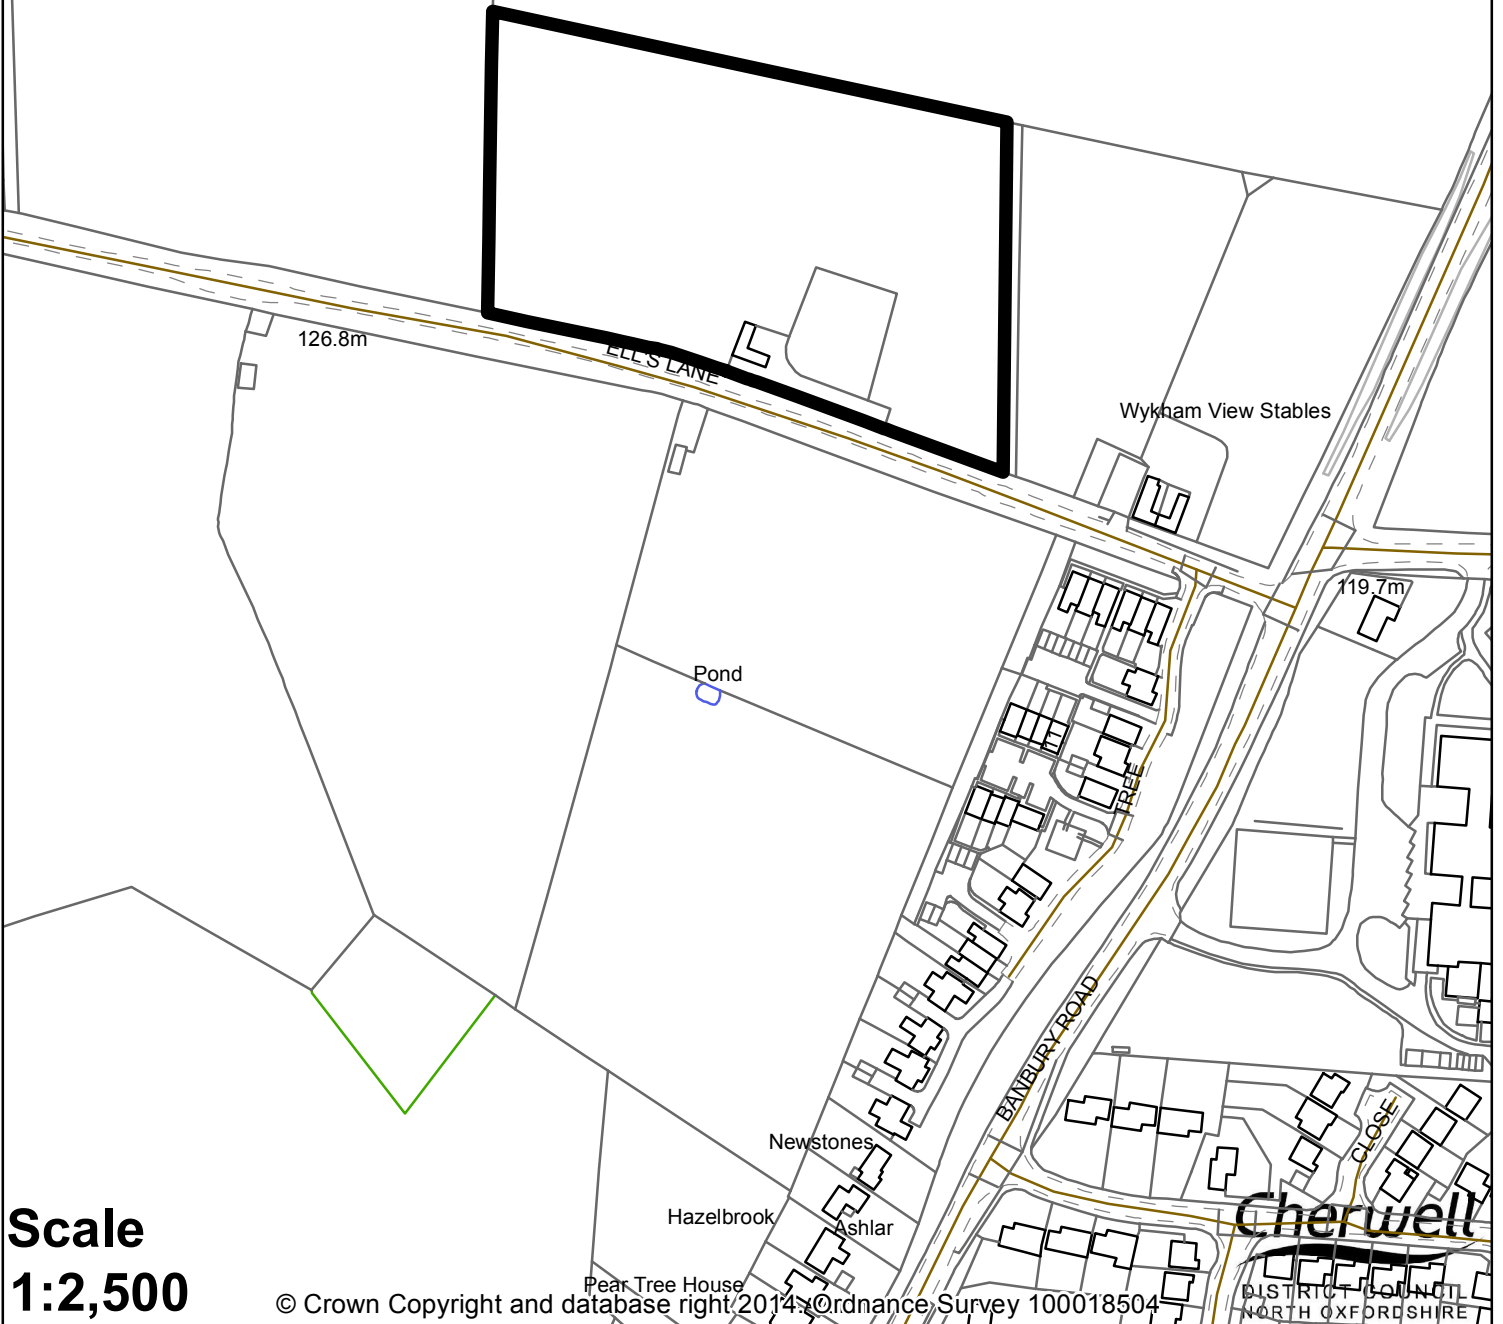 126.8m
ELL'S LANE
Wykham View Stables
119.7m
Pond
11
TREE
BANBURY ROAD
Newstones
CLOSE
Hazelbrook
Ashlar
Pear Tree House
Scale
1:2,500
© Crown Copyright and database right 2014. Ordnance Survey 100018504
Cherwell
DISTRICT COUNCIL
NORTH OXFORDSHIRE